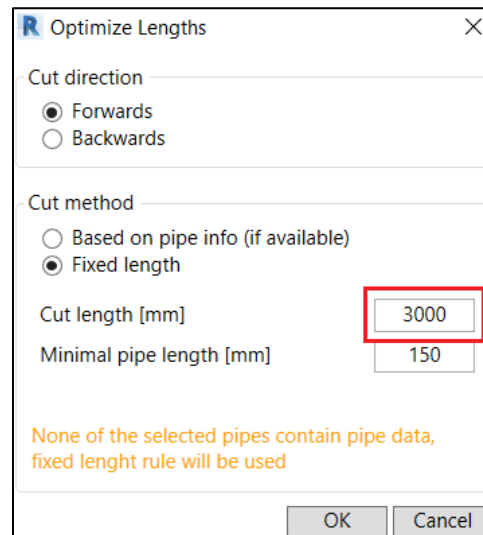 R Optimize Lengths
Cut direction
Forwards
Backwards
Cut method
Based on pipe info (if available)
Fixed length
Cut length [mm] 3000
Minimal pipe length [mm] 150
None of the selected pipes contain pipe data,
fixed lenght rule will be used
OK Cancel